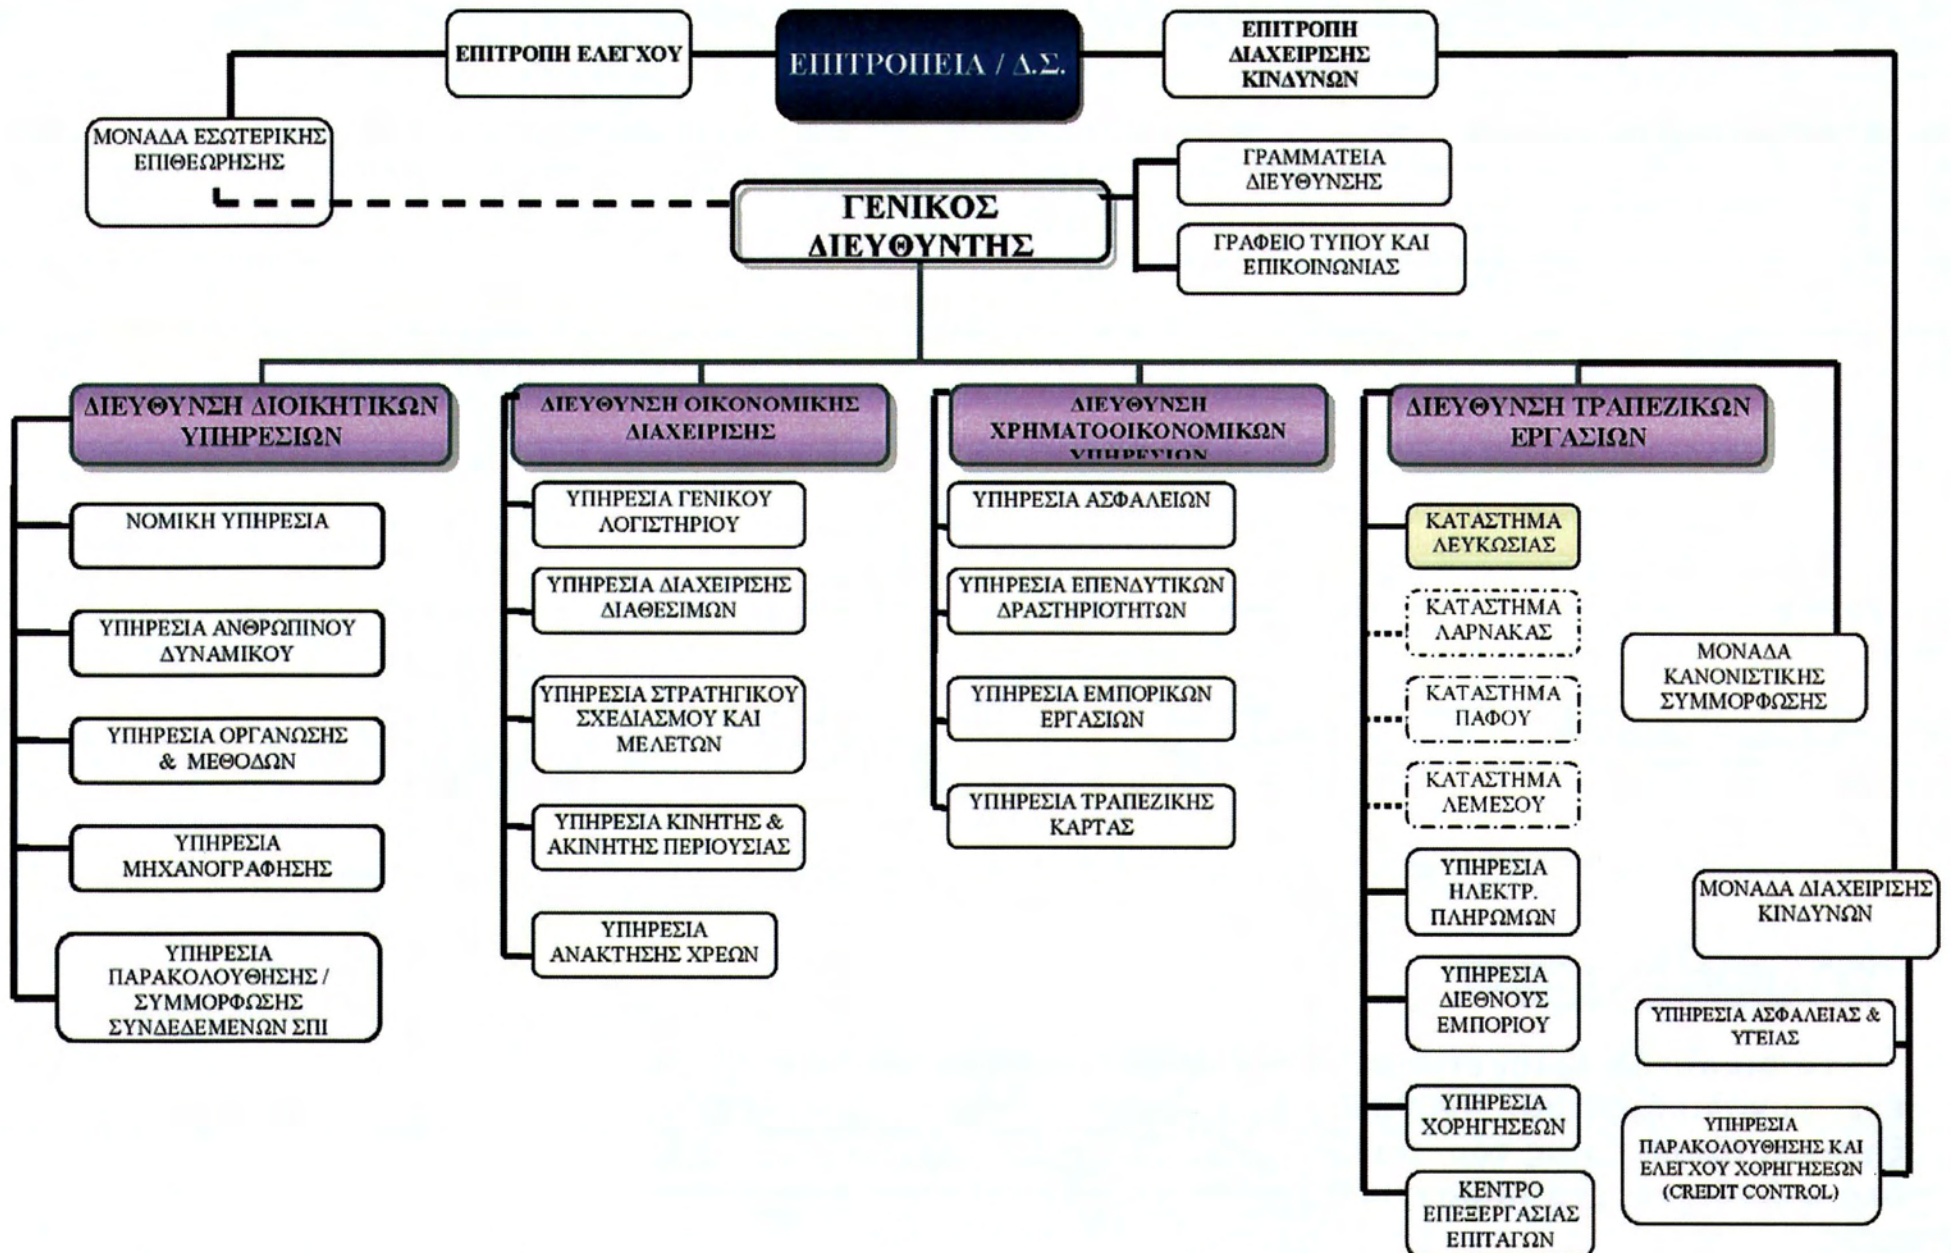 ΕΠΙΤΡΟΠΗ ΕΛΕΓΧΟΥ
ΕΠΙΤΡΟΠΕΙΑ / Δ.Σ.
ΕΠΙΤΡΟΠΗ
ΔΙΑΧΕΙΡΙΣΗΣ
ΚΙΝΔΥΝΩΝ
ΜΟΝΑΔΑ ΕΣΩΤΕΡΙΚΗΣ
ΕΠΙΘΕΩΡΗΣΗΣ
ΓΕΝΙΚΟΣ
ΔΙΕΥΘΥΝΤΗΣ
ΓΡΑΜΜΑΤΕΙΑ
ΔΙΕΥΘΥΝΣΗΣ
ΓΡΑΦΕΙΟ ΤΥΠΟΥ ΚΑΙ
ΕΠΙΚΟΙΝΩΝΙΑΣ
ΔΙΕΥΘΥΝΣΗ ΔΙΟΙΚΗΤΙΚΩΝ
ΥΠΗΡΕΣΙΩΝ
ΝΟΜΙΚΗ ΥΠΗΡΕΣΙΑ
ΥΠΗΡΕΣΙΑ ΑΝΘΡΩΠΙΝΟΥ
ΔΥΝΑΜΙΚΟΥ
ΥΠΗΡΕΣΙΑ ΟΡΓΑΝΩΣΗΣ
& ΜΕΘΟΔΩΝ
ΥΠΗΡΕΣΙΑ
ΜΗΧΑΝΟΓΡΑΦΗΣΗΣ
ΥΠΗΡΕΣΙΑ
ΠΑΡΑΚΟΛΟΥΘΗΣΗΣ /
ΣΥΜΜΟΡΦΩΣΗΣ
ΣΥΝΔΕΔΕΜΕΝΩΝ ΣΠΙ
ΔΙΕΥΘΥΝΣΗ ΟΙΚΟΝΟΜΙΚΗΣ
ΔΙΑΧΕΙΡΙΣΗΣ
ΥΠΗΡΕΣΙΑ ΓΕΝΙΚΟΥ
ΛΟΓΙΣΤΗΡΙΟΥ
ΥΠΗΡΕΣΙΑ ΔΙΑΧΕΙΡΙΣΗΣ
ΔΙΑΘΕΣΙΜΩΝ
ΥΠΗΡΕΣΙΑ ΣΤΡΑΤΗΓΙΚΟΥ
ΣΧΕΔΙΑΣΜΟΥ ΚΑΙ
ΜΕΛΕΤΩΝ
ΥΠΗΡΕΣΙΑ ΚΙΝΗΤΗΣ &
ΑΚΙΝΗΤΗΣ ΠΕΡΙΟΥΣΙΑΣ
ΥΠΗΡΕΣΙΑ
ΑΝΑΚΤΗΣΗΣ ΧΡΕΩΝ
ΔΙΕΥΘΥΝΣΗ
ΧΡΗΜΑΤΟΟΙΚΟΝΟΜΙΚΩΝ
ΥΠΗΡΕΣΙΩΝ
ΥΠΗΡΕΣΙΑ ΑΣΦΑΛΕΙΩΝ
ΥΠΗΡΕΣΙΑ ΕΠΕΝΔΥΤΙΚΩΝ
ΔΡΑΣΤΗΡΙΟΤΗΤΩΝ
ΥΠΗΡΕΣΙΑ ΕΜΠΟΡΙΚΩΝ
ΕΡΓΑΣΙΩΝ
ΥΠΗΡΕΣΙΑ ΤΡΑΠΕΖΙΚΗΣ
ΚΑΡΤΑΣ
ΔΙΕΥΘΥΝΣΗ ΤΡΑΠΕΖΙΚΩΝ
ΕΡΓΑΣΙΩΝ
ΚΑΤΑΣΤΗΜΑ
ΛΕΥΚΩΣΙΑΣ
ΚΑΤΑΣΤΗΜΑ
ΛΑΡΝΑΚΑΣ
ΚΑΤΑΣΤΗΜΑ
ΠΑΦΟΥ
ΚΑΤΑΣΤΗΜΑ
ΛΕΜΕΣΟΥ
ΥΠΗΡΕΣΙΑ
ΗΛΕΚΤΡ.
ΠΛΗΡΩΜΩΝ
ΥΠΗΡΕΣΙΑ
ΔΙΕΘΝΟΥΣ
ΕΜΠΟΡΙΟΥ
ΥΠΗΡΕΣΙΑ
ΧΟΡΗΓΗΣΕΩΝ
ΚΕΝΤΡΟ
ΕΠΕΞΕΡΓΑΣΙΑΣ
ΕΠΙΤΑΓΩΝ
ΜΟΝΑΔΑ
ΚΑΝΟΝΙΣΤΙΚΗΣ
ΣΥΜΜΟΡΦΩΣΗΣ
ΜΟΝΑΔΑ ΔΙΑΧΕΙΡΙΣΗΣ
ΚΙΝΔΥΝΩΝ
ΥΠΗΡΕΣΙΑ ΑΣΦΑΛΕΙΑΣ &
ΥΓΕΙΑΣ
ΥΠΗΡΕΣΙΑ
ΠΑΡΑΚΟΛΟΥΘΗΣΗΣ ΚΑΙ
ΕΛΕΓΧΟΥ ΧΟΡΗΓΗΣΕΩΝ
(CREDIT CONTROL)